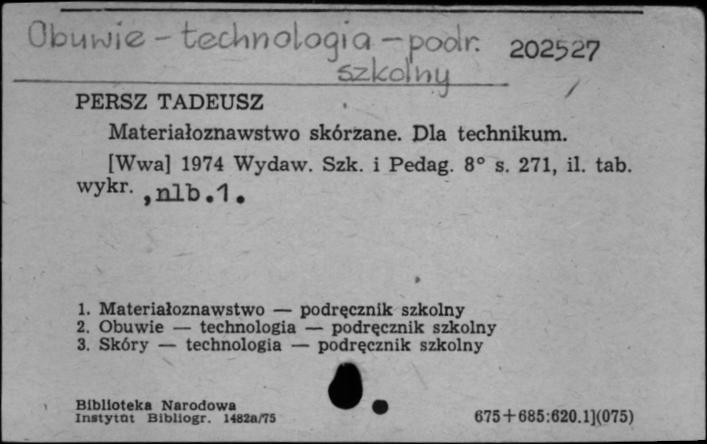 Obuwie - technologia - podr. 202527
szkolny
PERSZ TADEUSZ
Materiałoznawstwo skórzane. Dla technikum.
[Wwa] 1974 Wydaw. Szk. i Pedag. 8° s. 271, il. tab.
wykr. , nlb.1.
1. Materiałoznawstwo — podręcznik szkolny
2. Obuwie — technologia — podręcznik szkolny
3. Skóry — technologia — podręcznik szkolny
Biblioteka Narodowa
Instytut Bibliogr. 1482a/75 675+685:620.1](075)